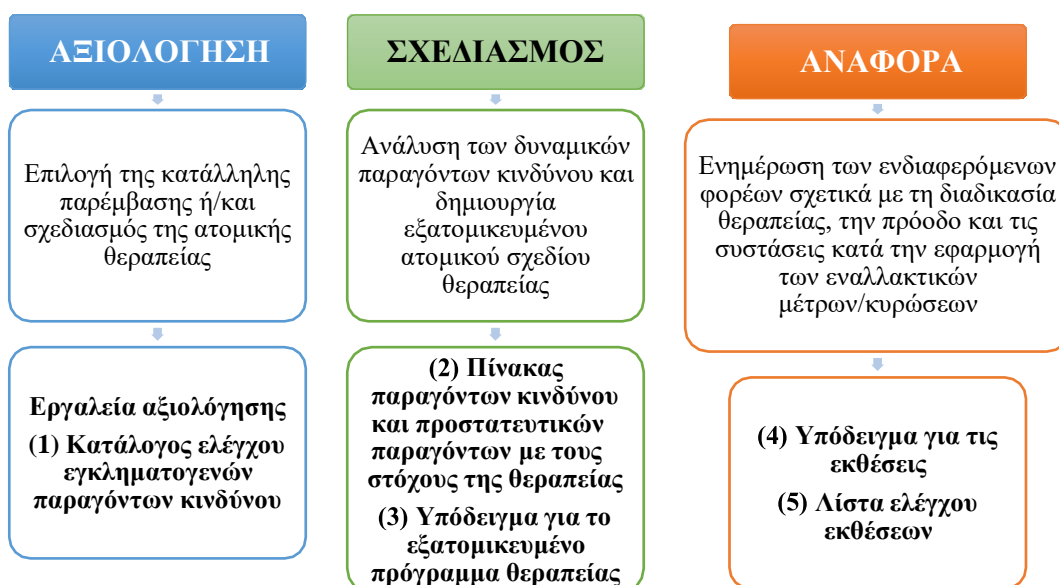 ΑΞΙΟΛΟΓΗΣΗ
Επιλογή της κατάλληλης
παρέμβασης ή/και
σχεδιασμός της ατομικής
θεραπείας
Εργαλεία αξιολόγησης
(1) Κατάλογος ελέγχου
εγκληματογενών
παραγόντων κινδύνου
ΣΧΕΔΙΑΣΜΟΣ
Ανάλυση των δυναμικών
παραγόντων κινδύνου και
δημιουργία
εξατομικευμένου
ατομικού σχεδίου
θεραπείας
(2) Πίνακας
παραγόντων κινδύνου
και προστατευτικών
παραγόντων με τους
στόχους της θεραπείας
(3) Υπόδειγμα για το
εξατομικευμένο
πρόγραμμα θεραπείας
ΑΝΑΦΟΡΑ
Ενημέρωση των ενδιαφερόμενων
φορέων σχετικά με τη διαδικασία
θεραπείας, την πρόοδο και τις
συστάσεις κατά την εφαρμογή
των εναλλακτικών
μέτρων/κυρώσεων
(4) Υπόδειγμα για τις
εκθέσεις
(5) Λίστα ελέγχου
εκθέσεων